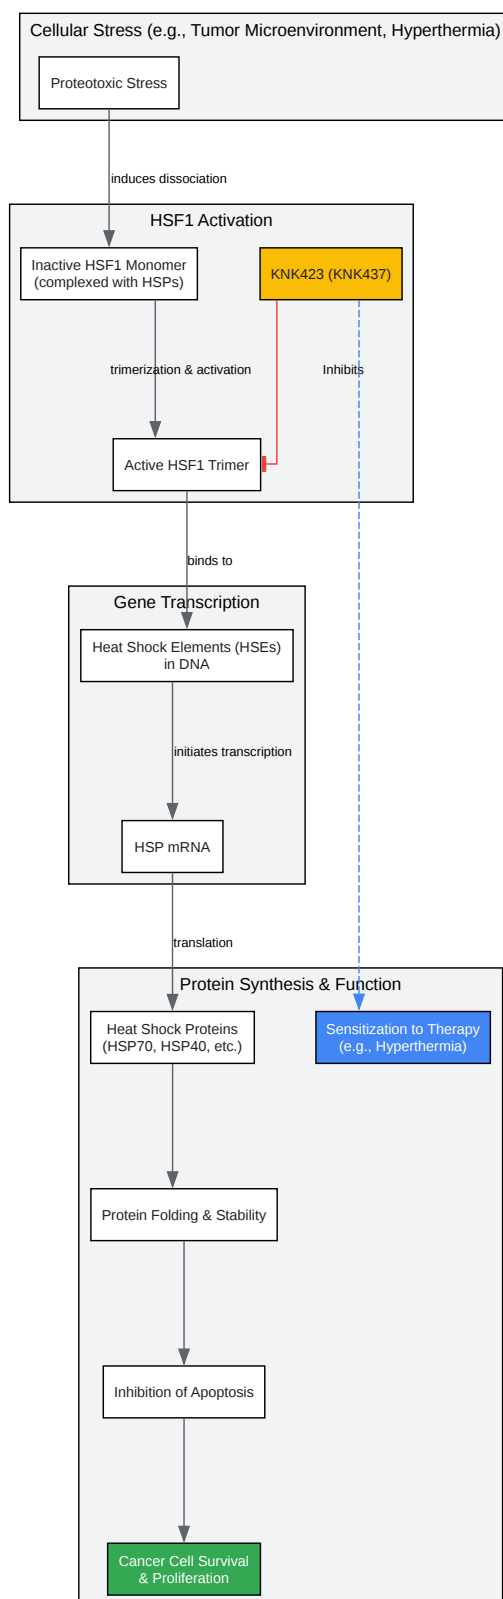 Cellular Stress (e.g., Tumor Microenvironment, Hyperthermia)
Proteotoxic Stress
induces dissociation
HSF1 Activation
Inactive HSF1 Monomer
(complexed with HSPs)
KNK423 (KNK437)
trimerization & activation
Inhibits
Active HSF1 Trimer
binds to
Gene Transcription
Heat Shock Elements (HSEs)
in DNA
initiates transcription
HSP mRNA
translation
Protein Synthesis & Function
Heat Shock Proteins
(HSP70, HSP40, etc.)
Sensitization to Therapy
(e.g., Hyperthermia)
Protein Folding & Stability
Inhibition of Apoptosis
Cancer Cell Survival
& Proliferation